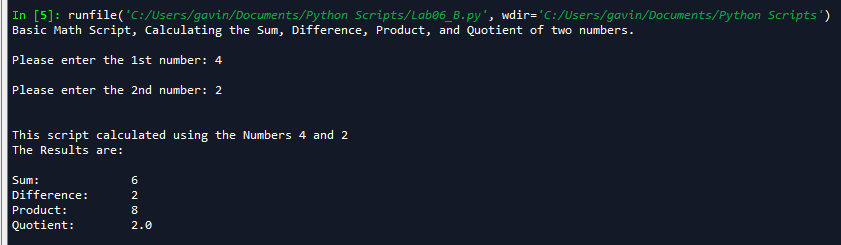 In [5]: runfile('C:/Users/gavin/Documents/Python Scripts/Lab06_B.py', wdir='C:/Users/gavin/Documents/Python Scripts')
Basic Math Script, Calculating the Sum, Difference, Product, and Quotient of two numbers.
Please enter the 1st number: 4
Please enter the 2nd number: 2
This script calculated using the Numbers 4 and 2
The Results are:
Sum: 6
Difference: 2
Product: 8
Quotient: 2.0